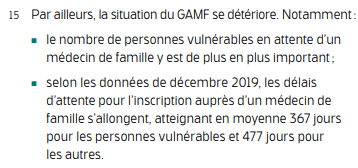 15 Par ailleurs, la situation du GAMF se détériore. Notamment :
▪ le nombre de personnes vulnérables en attente d'un
médecin de famille y est de plus en plus important ;
▪ selon les données de décembre 2019, les délais
d'attente pour l'inscription auprès d'un médecin de
famille s'allongent, atteignant en moyenne 367 jours
pour les personnes vulnérables et 477 jours pour
les autres.